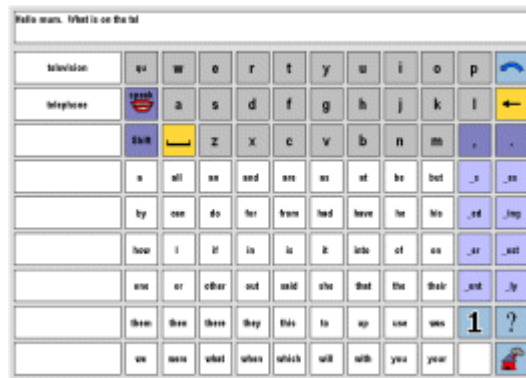 Hello mum. What is on the tel
television qu w e r t y u i o p
telephone speak a s d f g h j k l
Shift z x c v b n m , .
a all an and are as at be but _s _es
by can do for from had have he his _ed _ing
how I if in is it into of on _er _est
one or other out said she that the their _ent _ly
them then there they this to up use was 1 ?
we were what when which will with you your